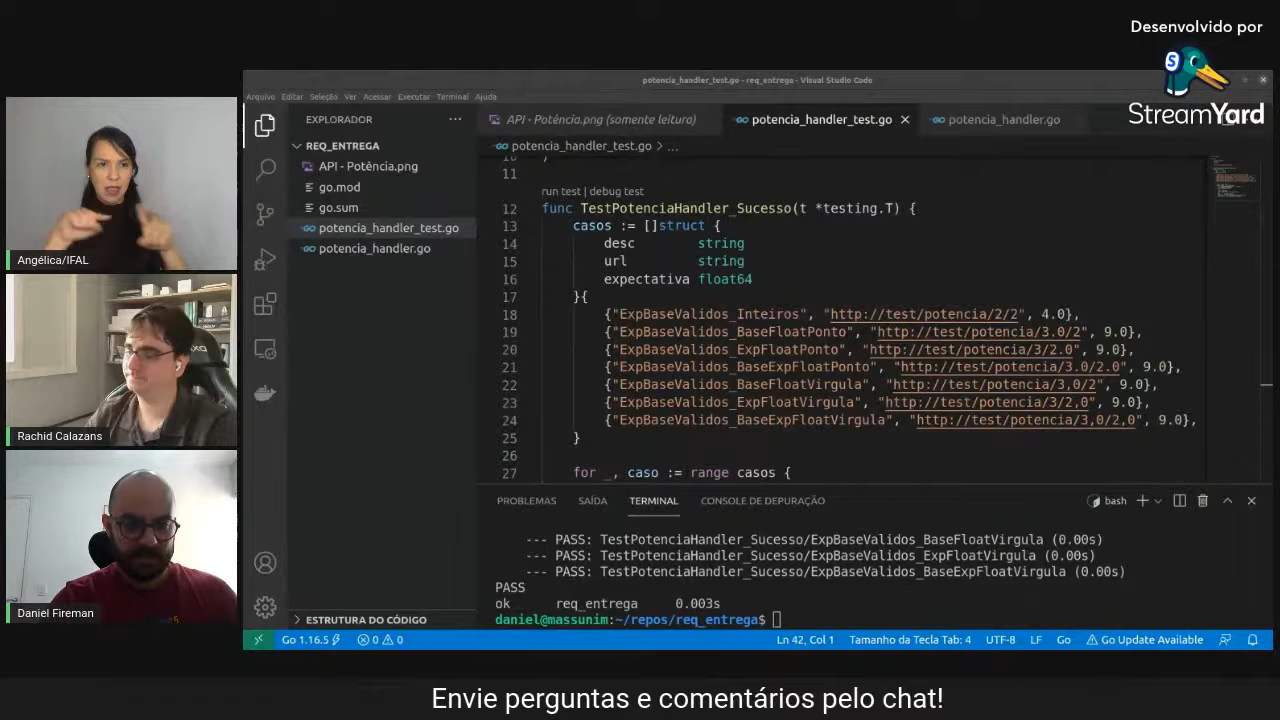 Desenvolvido por
StreamYard
potencia_handler_test.go - req_entrega - Visual Studio Code
Arquivo Editar Seleção Ver Acessar Executar Terminal Ajuda
EXPLORADOR
REQ_ENTREGA
API - Potência.png
go.mod
go.sum
potencia_handler_test.go
potencia_handler.go
ESTRUTURA DO CÓDIGO
API - Potência.png (somente leitura) potencia_handler_test.go potencia_handler.go
potencia_handler_test.go > ...
10 }
11
run test | debug test
12 func TestPotenciaHandler_Sucesso(t *testing.T) {
13 casos := []struct {
14 desc string
15 url string
16 expectativa float64
17 }{
18 {"ExpBaseValidos_Inteiros", "http://test/potencia/2/2", 4.0},
19 {"ExpBaseValidos_BaseFloatPonto", "http://test/potencia/3.0/2", 9.0},
20 {"ExpBaseValidos_ExpFloatPonto", "http://test/potencia/3/2.0", 9.0},
21 {"ExpBaseValidos_BaseExpFloatPonto", "http://test/potencia/3.0/2.0", 9.0},
22 {"ExpBaseValidos_BaseFloatVirgula", "http://test/potencia/3,0/2", 9.0},
23 {"ExpBaseValidos_ExpFloatVirgula", "http://test/potencia/3/2,0", 9.0},
24 {"ExpBaseValidos_BaseExpFloatVirgula", "http://test/potencia/3,0/2,0", 9.0},
25 }
26
27 for _, caso := range casos {
PROBLEMAS SAÍDA TERMINAL CONSOLE DE DEPURAÇÃO
bash
--- PASS: TestPotenciaHandler_Sucesso/ExpBaseValidos_BaseFloatVirgula (0.00s)
--- PASS: TestPotenciaHandler_Sucesso/ExpBaseValidos_ExpFloatVirgula (0.00s)
--- PASS: TestPotenciaHandler_Sucesso/ExpBaseValidos_BaseExpFloatVirgula (0.00s)
PASS
ok req_entrega 0.003s
daniel@massunim:~/repos/req_entrega$
Go 1.16.5 0 0 Ln 42, Col 1 Tamanho da Tecla Tab: 4 UTF-8 LF Go Go Update Available
Angélica/IFAL
Rachid Calazans
Daniel Fireman
Envie perguntas e comentários pelo chat!